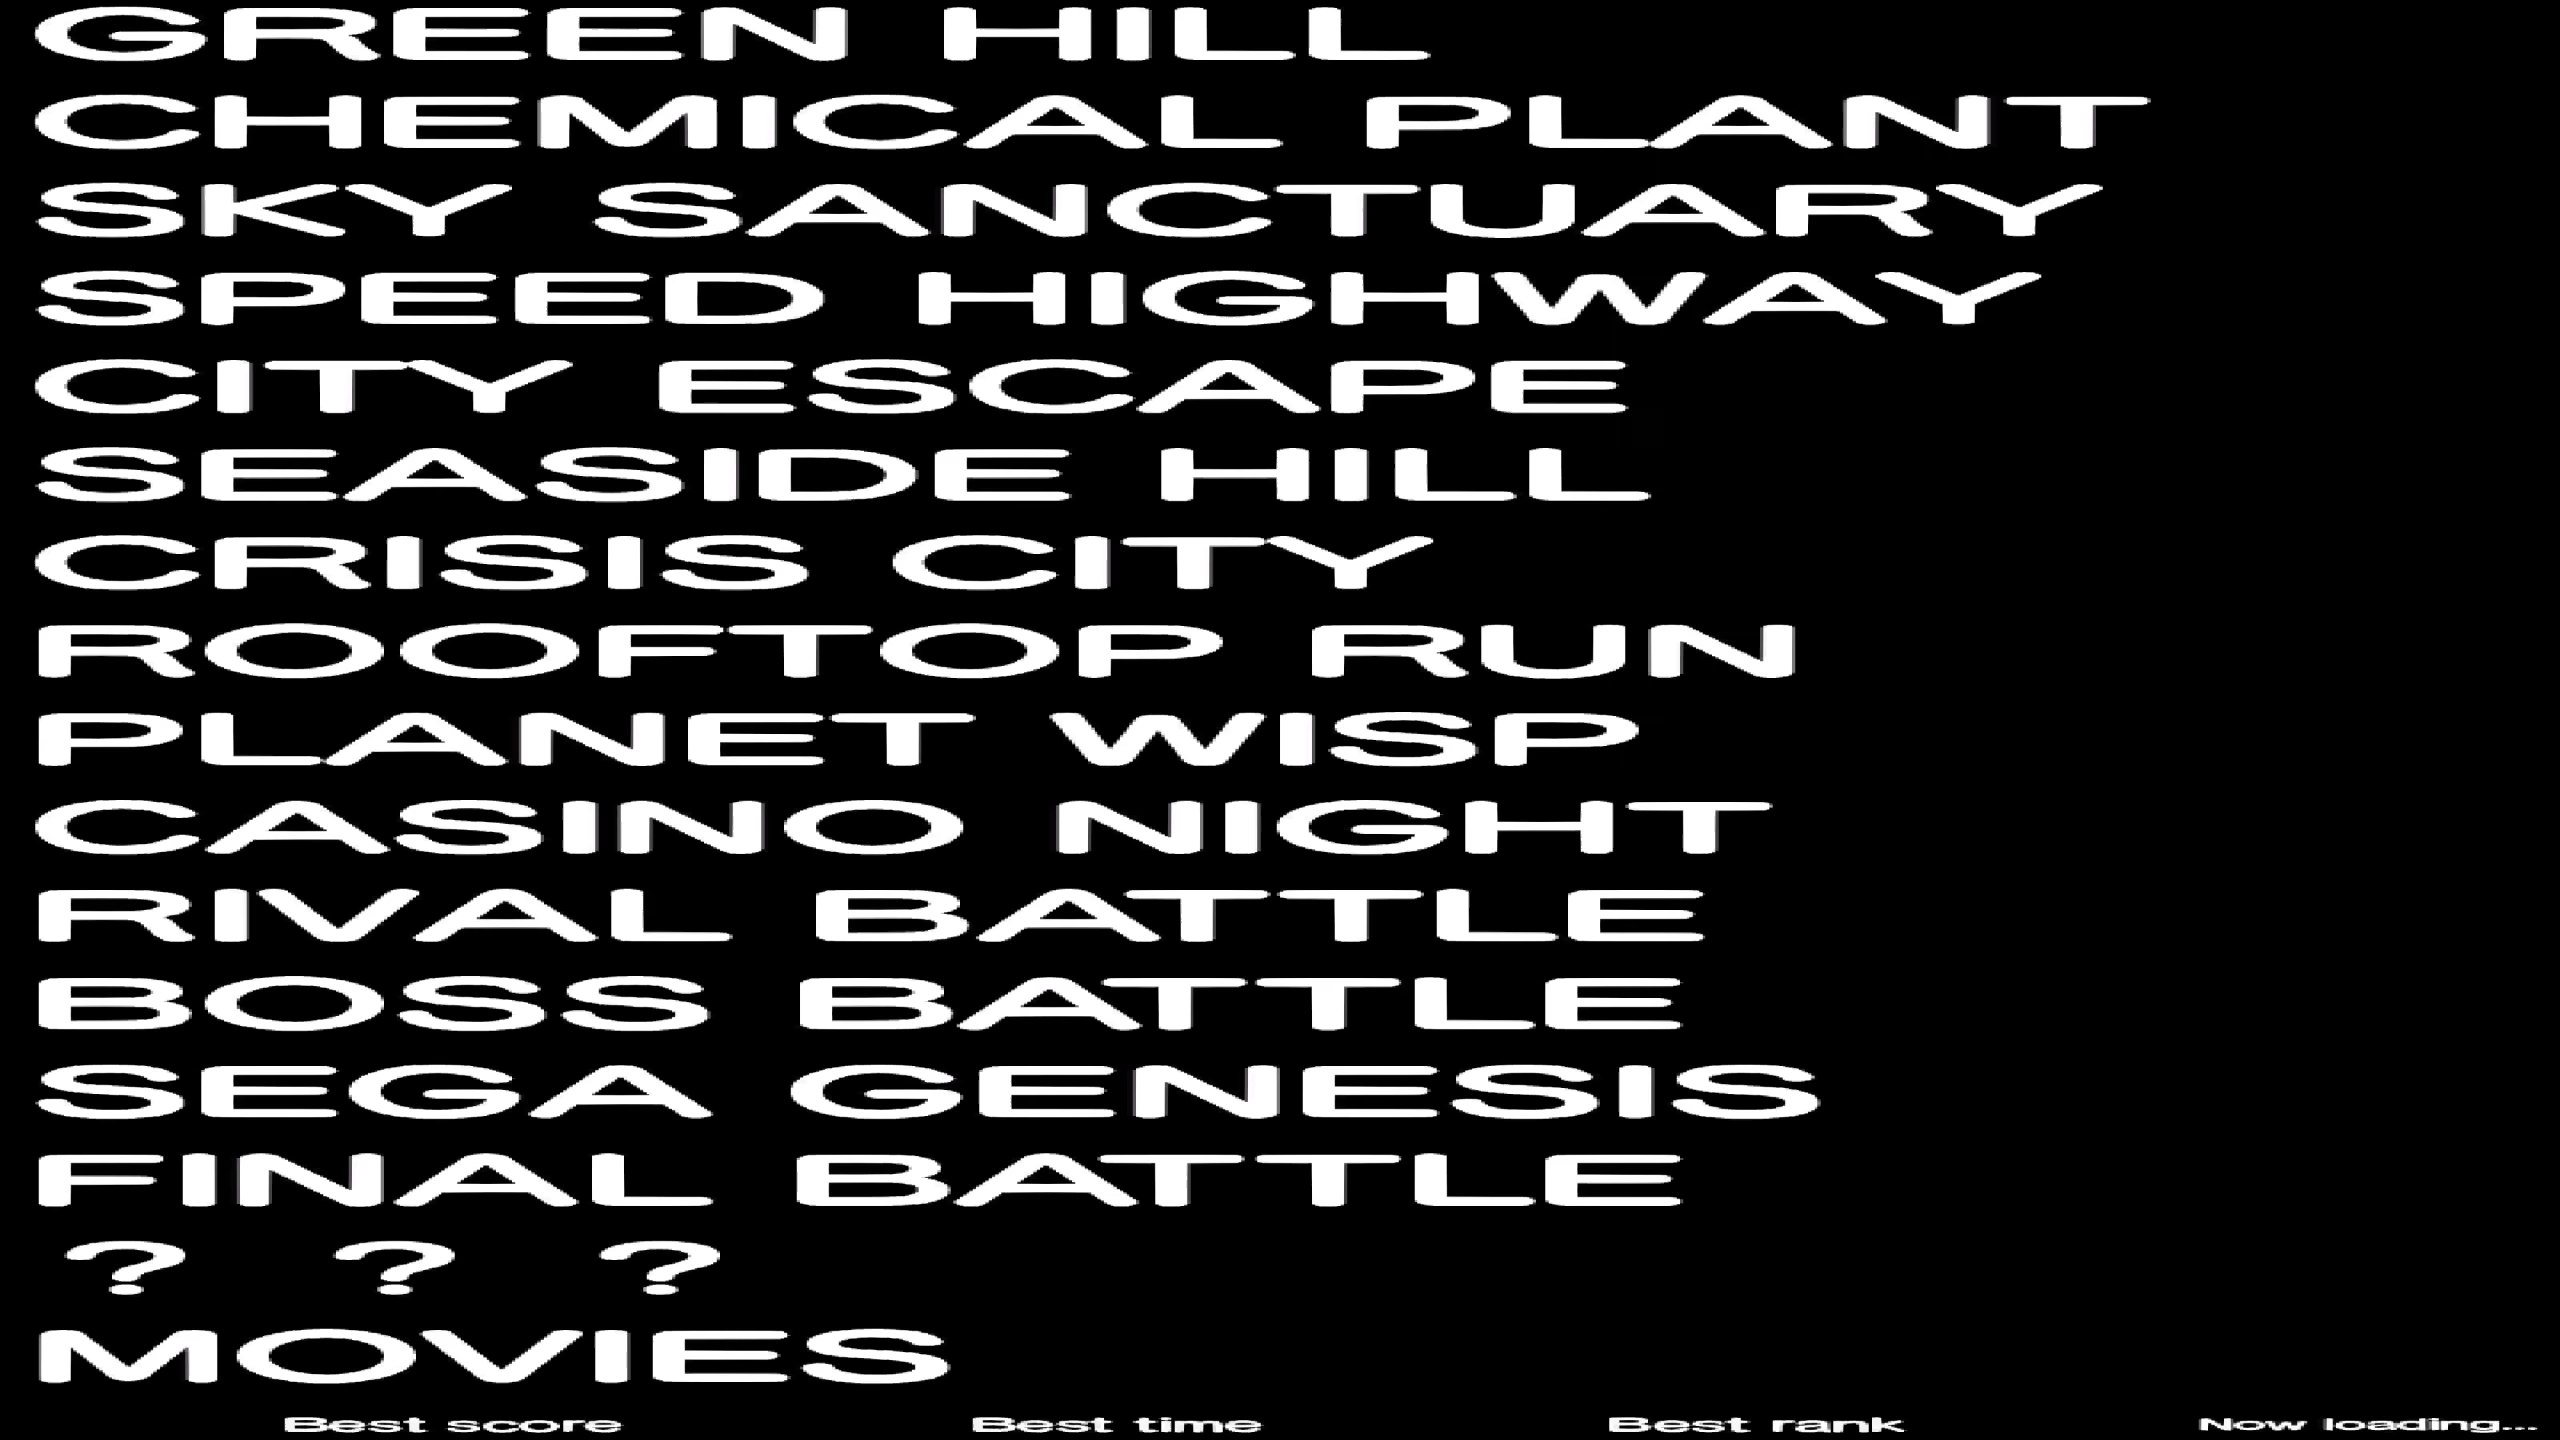 GREEN HILL
CHEMICAL PLANT
SKY SANCTUARY
SPEED HIGHWAY
CITY ESCAPE
SEASIDE HILL
CRISIS CITY
ROOFTOP RUN
PLANET WISP
CASINO NIGHT
RIVAL BATTLE
BOSS BATTLE
SEGA GENESIS
FINAL BATTLE
? ? ?
MOVIES
Best score Best time Best rank Now loading...